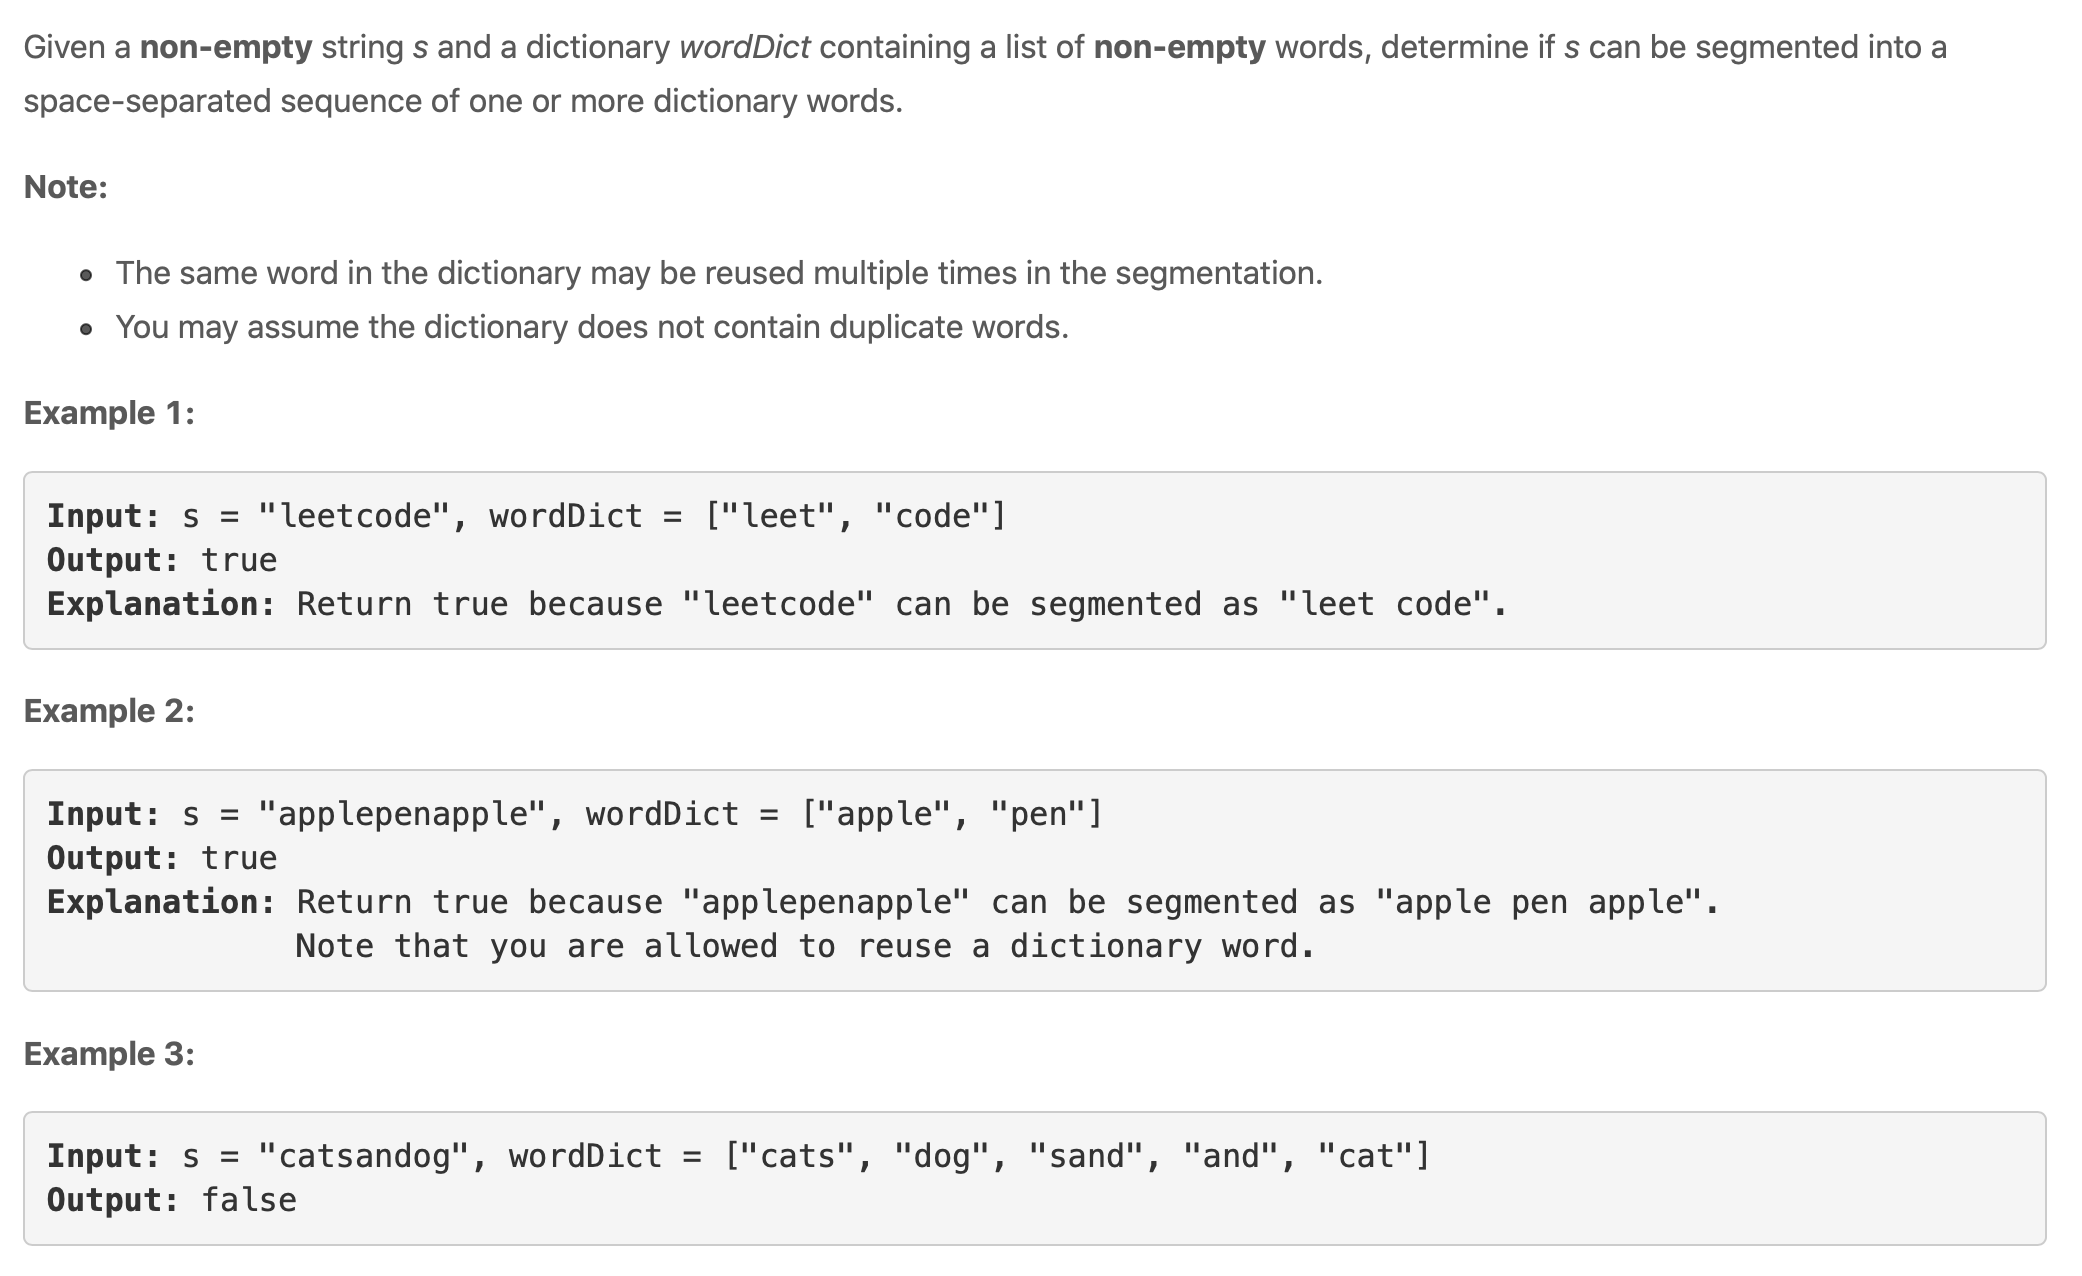 Given a non-empty string s and a dictionary wordDict containing a list of non-empty words, determine if s can be segmented into a
space-separated sequence of one or more dictionary words.
Note:
• The same word in the dictionary may be reused multiple times in the segmentation.
• You may assume the dictionary does not contain duplicate words.
Example 1:
Input: s = "leetcode", wordDict = ["leet", "code"]
Output: true
Explanation: Return true because "leetcode" can be segmented as "leet code".
Example 2:
Input: s = "applepenapple", wordDict = ["apple", "pen"]
Output: true
Explanation: Return true because "applepenapple" can be segmented as "apple pen apple".
Note that you are allowed to reuse a dictionary word.
Example 3:
Input: s = "catsandog", wordDict = ["cats", "dog", "sand", "and", "cat"]
Output: false